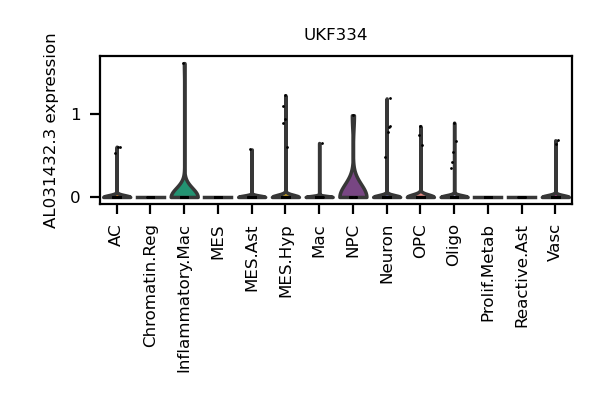 UKF334
AL031432.3 expression
1
0
AC
Chromatin.Reg
Inflammatory.Mac
MES
MES.Ast
MES.Hyp
Mac
NPC
Neuron
OPC
Oligo
Prolif.Metab
Reactive.Ast
Vasc